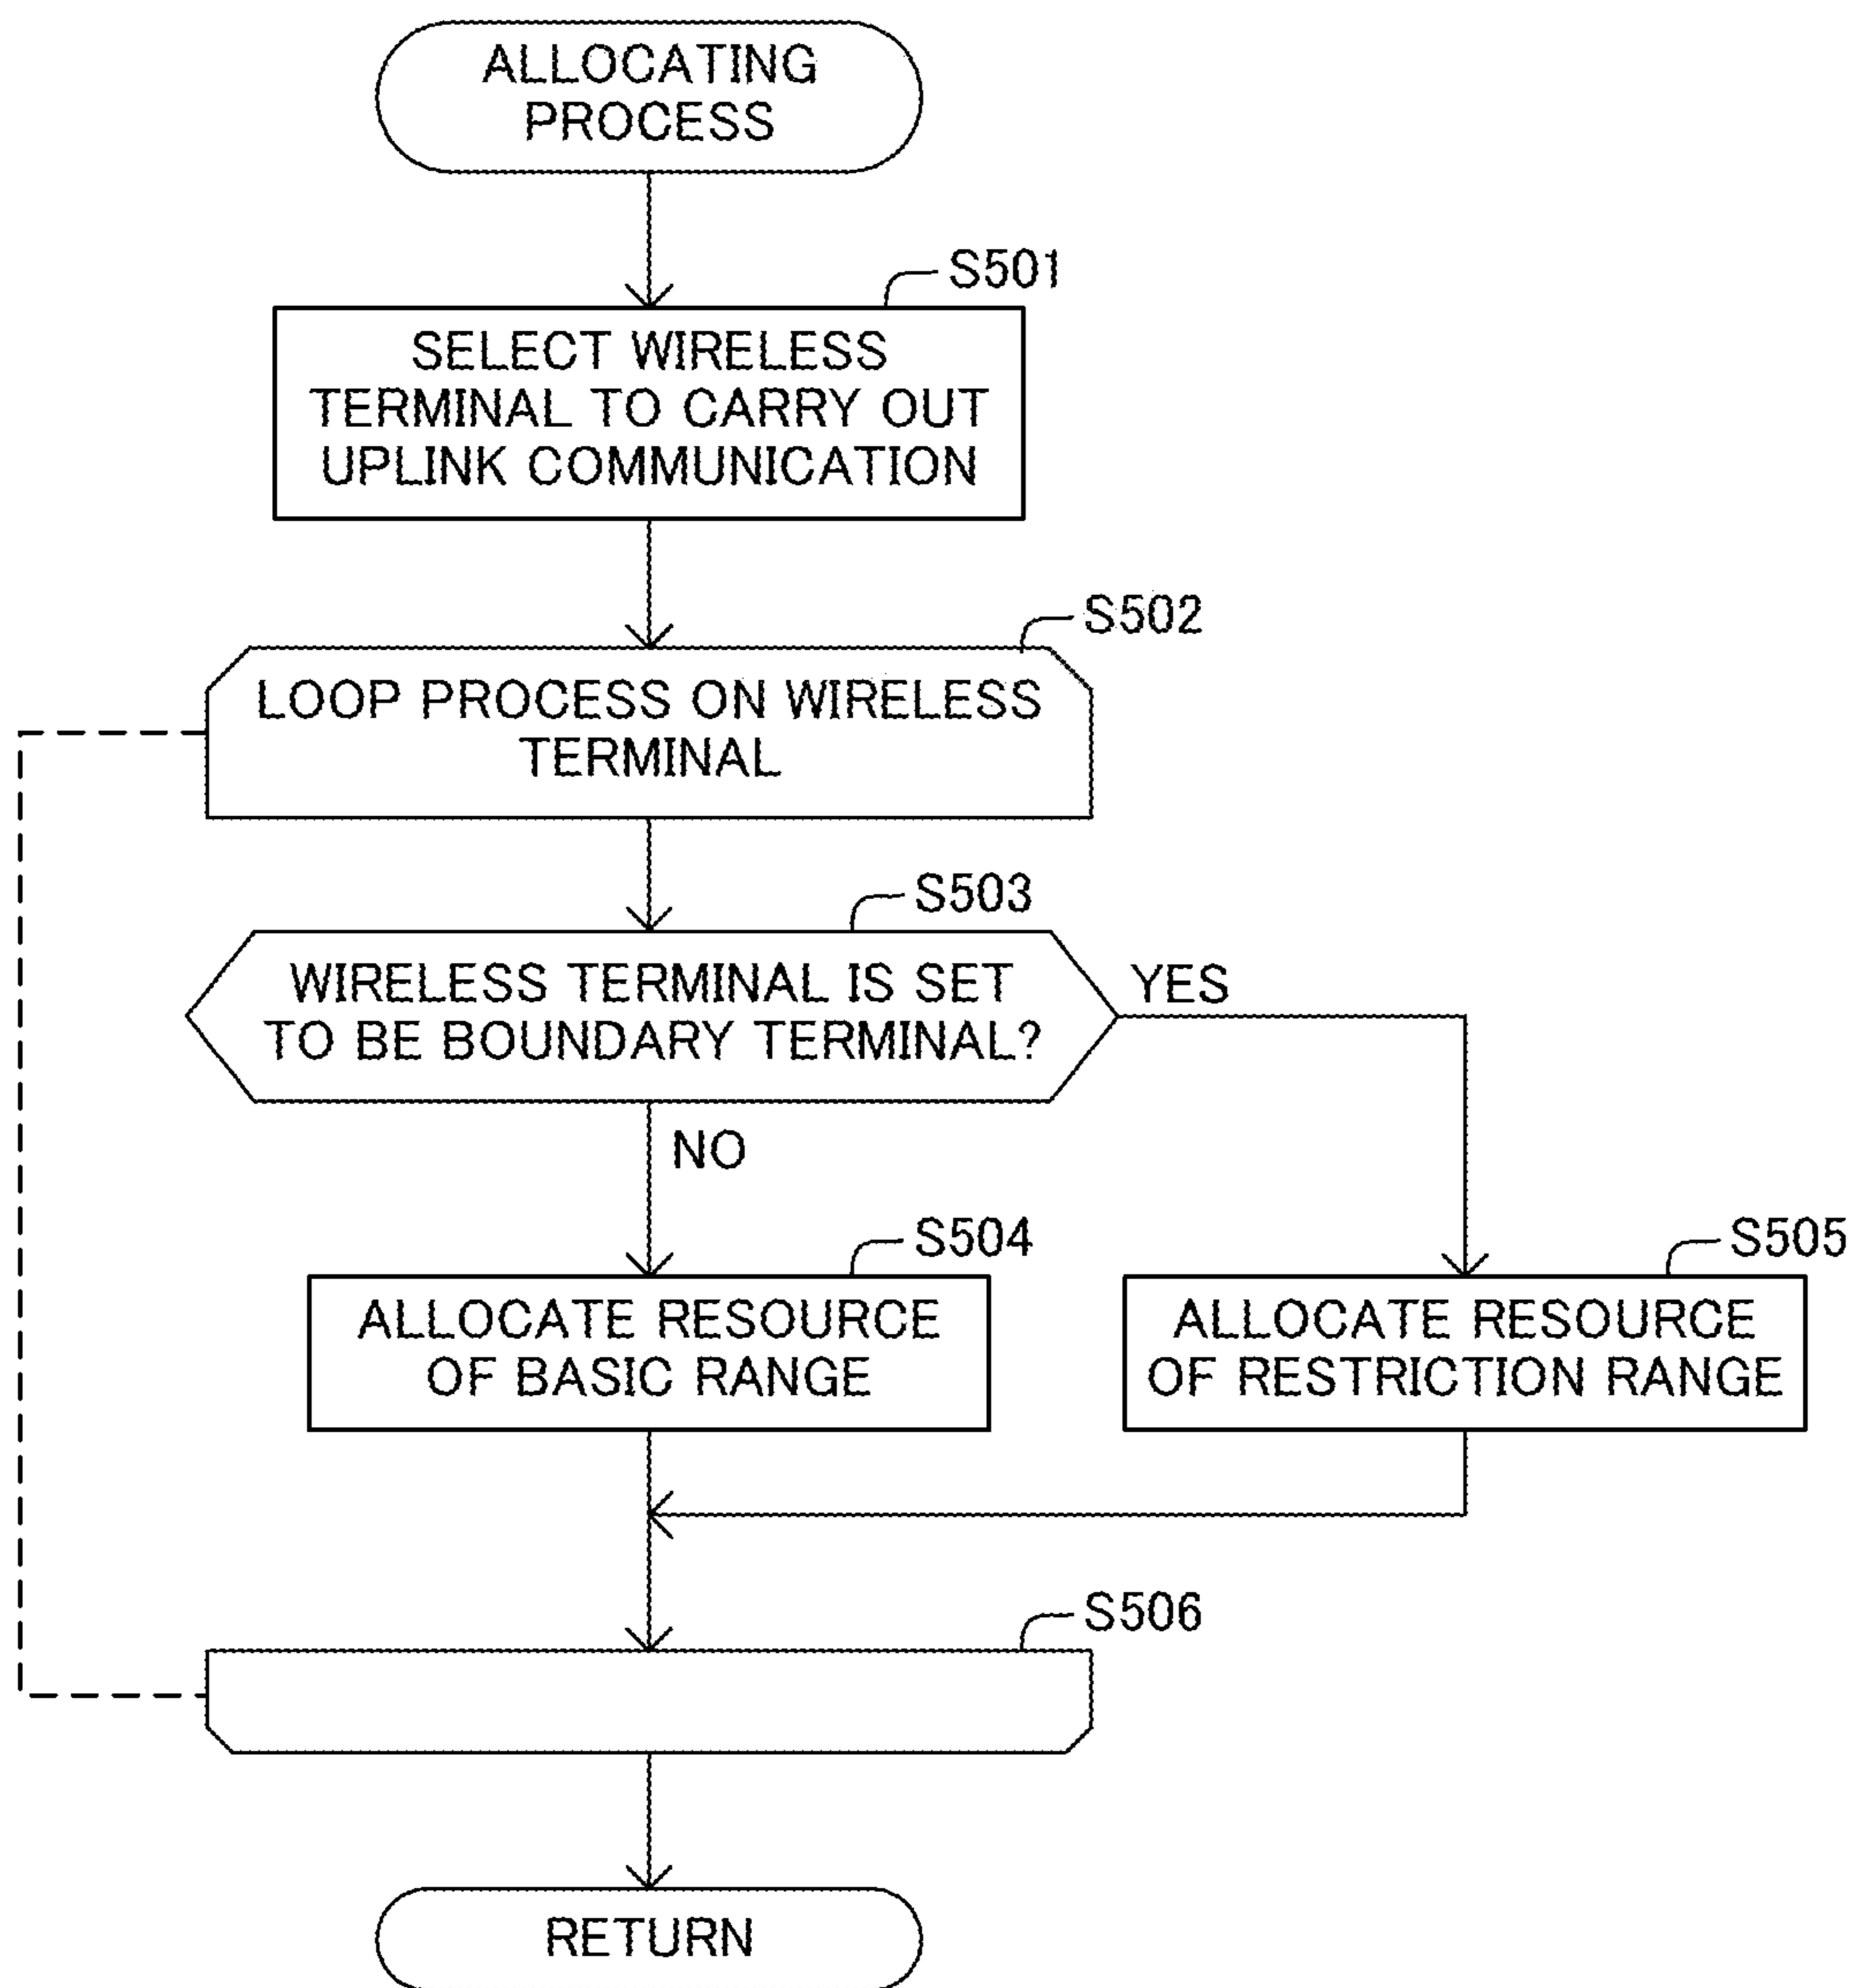 ALLOCATING
PROCESS
S501
SELECT WIRELESS
TERMINAL TO CARRY OUT
UPLINK COMMUNICATION
S502
LOOP PROCESS ON WIRELESS
TERMINAL
S503
WIRELESS TERMINAL IS SET
TO BE BOUNDARY TERMINAL?
YES
NO
S504
ALLOCATE RESOURCE
OF BASIC RANGE
S505
ALLOCATE RESOURCE
OF RESTRICTION RANGE
S506
RETURN